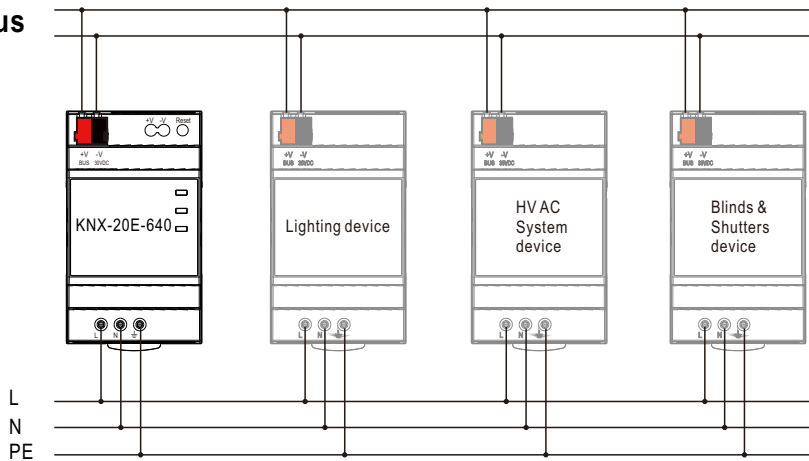 us
+V -V Reset
+V -V
BUS 30VDC
KNX-20E-640
L N
+V -V
BUS 30VDC
Lighting device
L N
+V -V
BUS 30VDC
HV AC
System
device
L N
+V -V
BUS 30VDC
Blinds &
Shutters
device
L N
L
N
PE